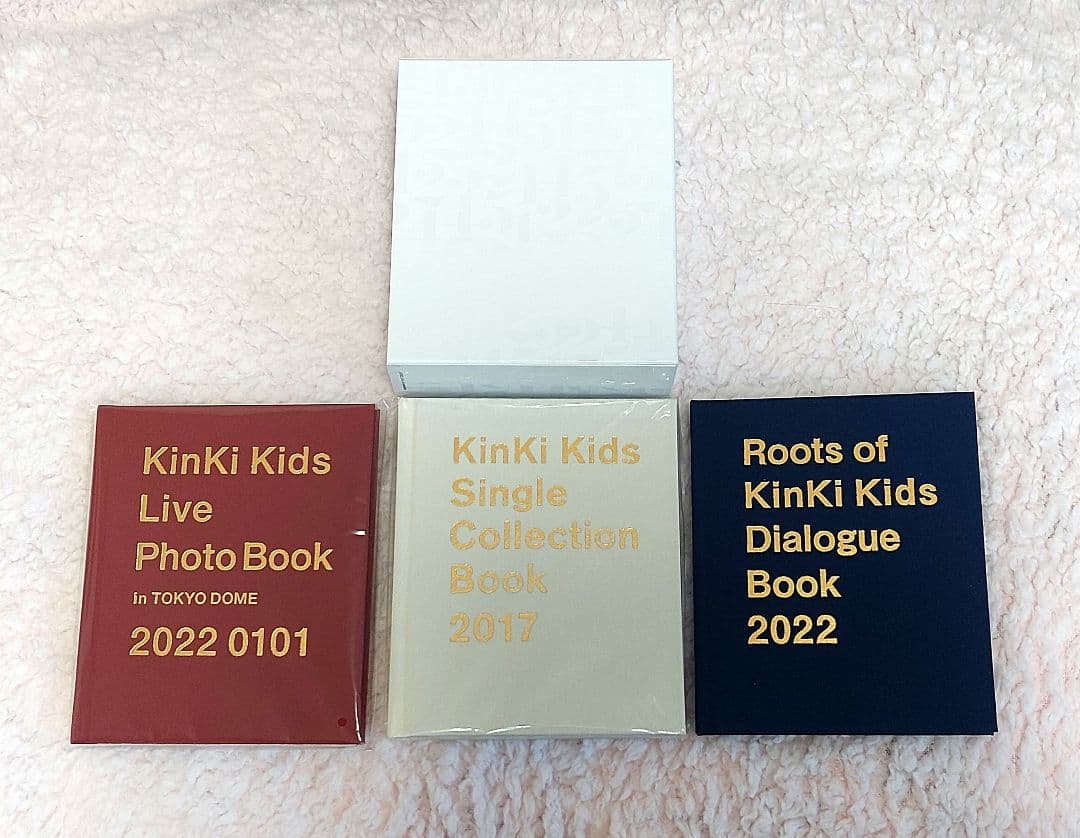 KinKi Kids
Live
Photo Book
in TOKYO DOME
2022 0101
KinKi Kids
Single
Collection
Book
2017
Roots of
KinKi Kids
Dialogue
Book
2022